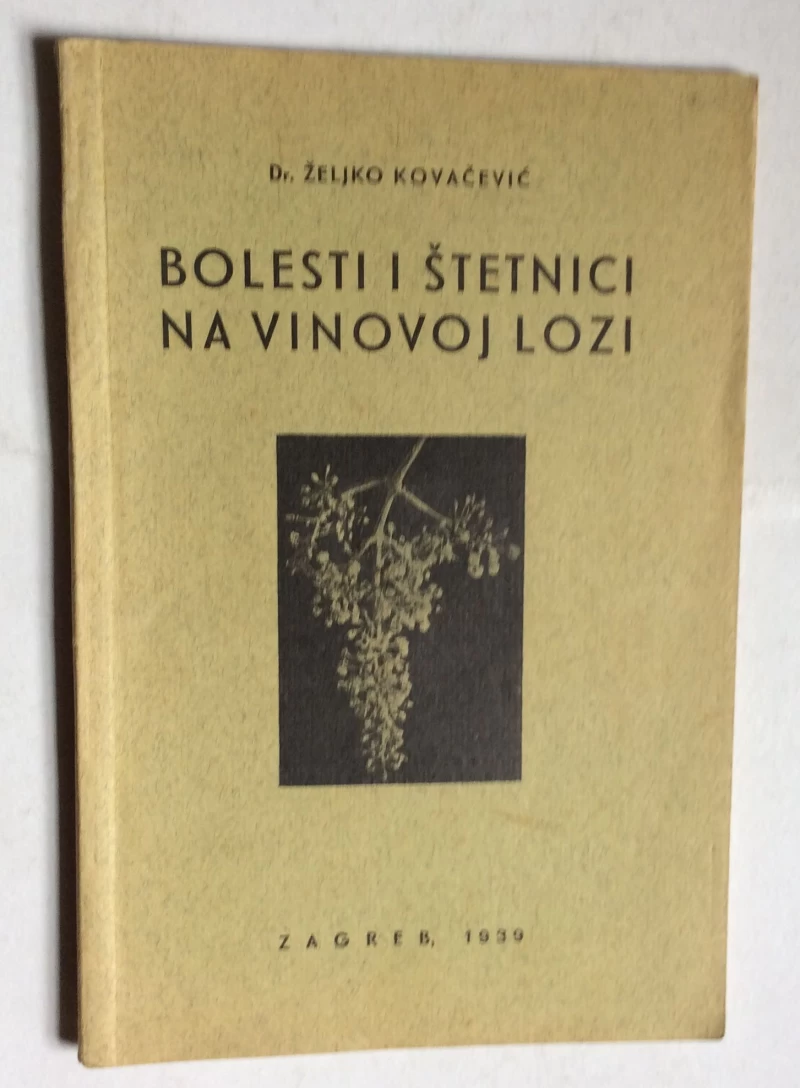 Dr. ŽELJKO KOVAČEVIĆ
BOLESTI I ŠTETNICI
NA VINOVOJ LOZI
ZAGREB, 1939